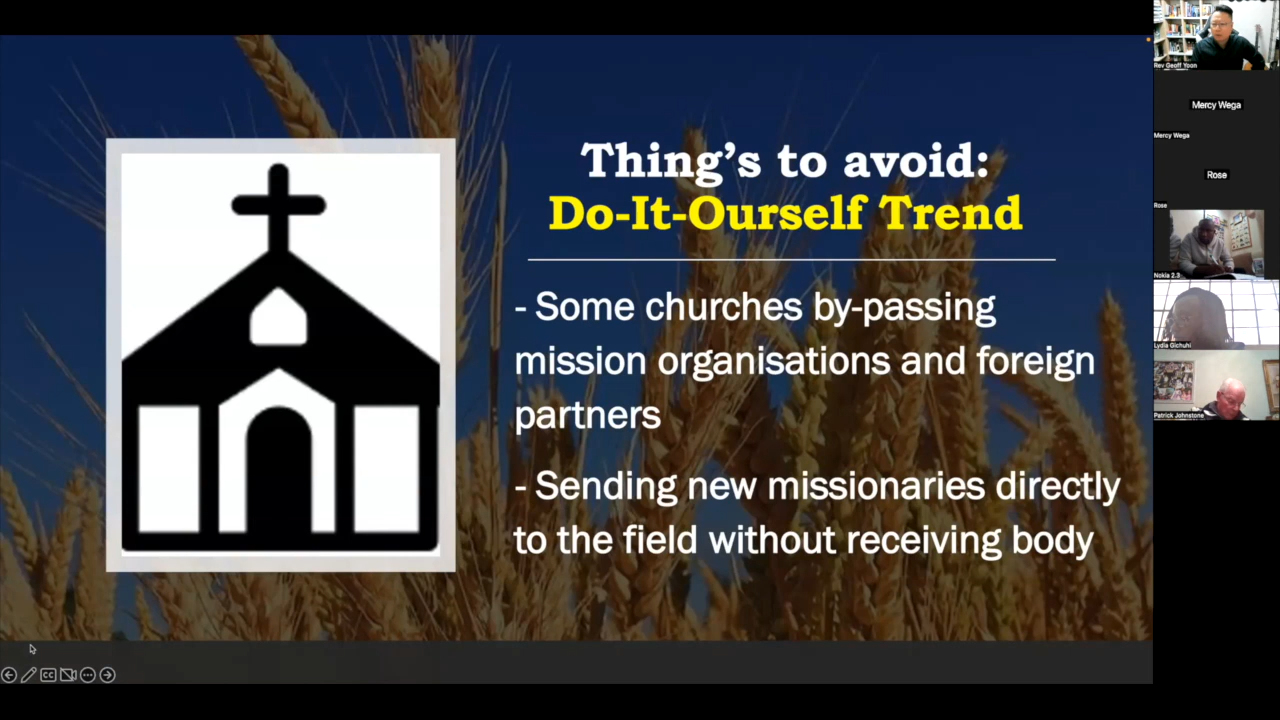 Thing's to avoid:
Do-It-Ourself Trend
- Some churches by-passing
mission organisations and foreign
partners
- Sending new missionaries directly
to the field without receiving body
CC
Rev Geoff Yoon
Mercy Wega
Mercy Wega
Rose
Rose
Nokia 2.3
Lydia Gichuhi
Patrick Johnstone